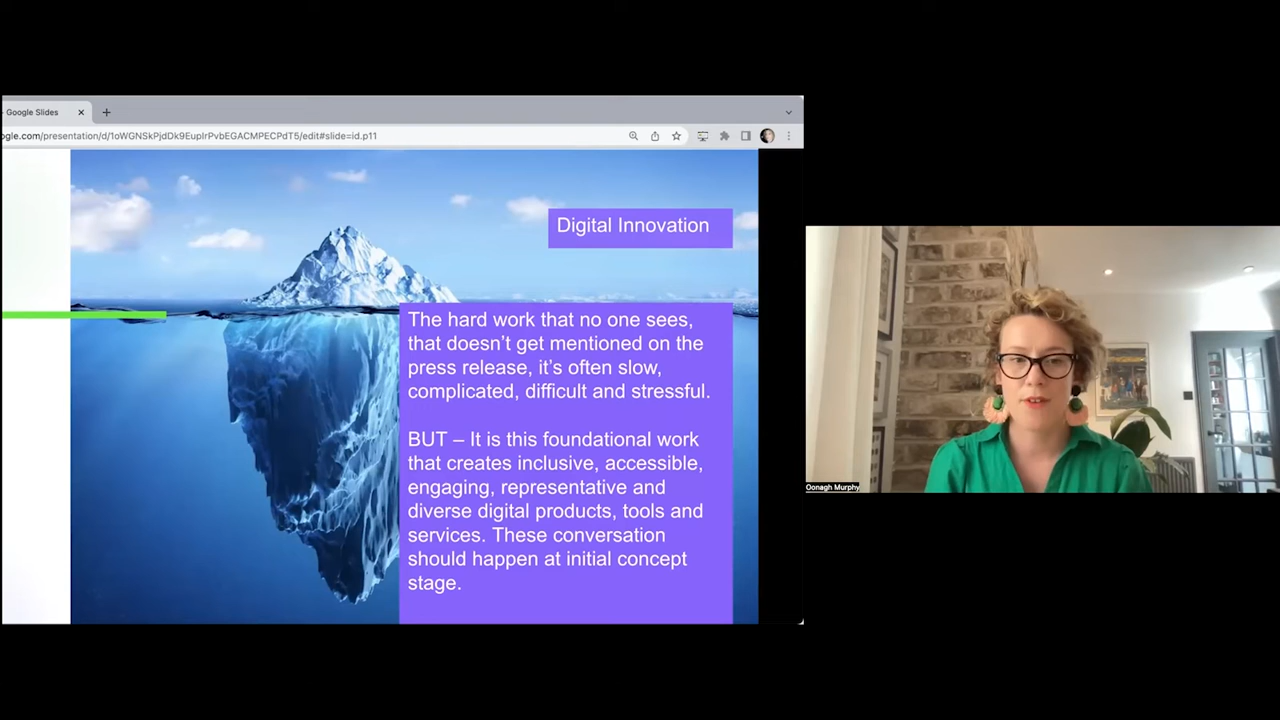 - Google Slides
ogle.com/presentation/d/1oWGNSkPjdDk9EupIrPvbEGACMPECPdT5/edit#slide=id.p11
Digital Innovation
The hard work that no one sees,
that doesn’t get mentioned on the
press release, it’s often slow,
complicated, difficult and stressful.
BUT – It is this foundational work
that creates inclusive, accessible,
engaging, representative and
diverse digital products, tools and
services. These conversation
should happen at initial concept
stage.
Oonagh Murphy